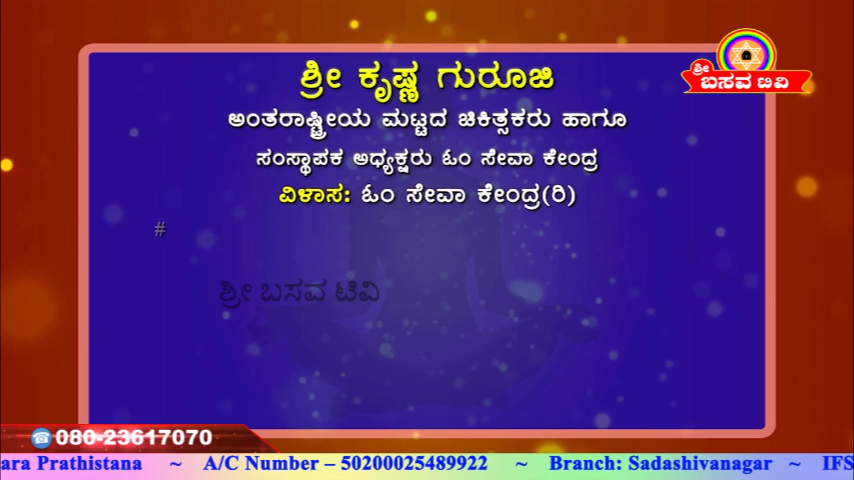 ಶ್ರೀ
ಬಸವ ಟಿವಿ
ಶ್ರೀ ಕೃಷ್ಣ ಗುರೂಜಿ
ಅಂತರಾಷ್ಟ್ರೀಯ ಮಟ್ಟದ ಚಿಕಿತ್ಸಕರು ಹಾಗೂ
ಸಂಸ್ಥಾಪಕ ಅಧ್ಯಕ್ಷರು ಓಂ ಸೇವಾ ಕೇಂದ್ರ
ವಿಳಾಸ: ಓಂ ಸೇವಾ ಕೇಂದ್ರ(ರಿ)
#
ಶ್ರೀ ಬಸವ ಟಿವಿ
080-23617070
ara Prathistana ~ A/C Number – 50200025489922 ~ Branch: Sadashivanagar ~ IFS